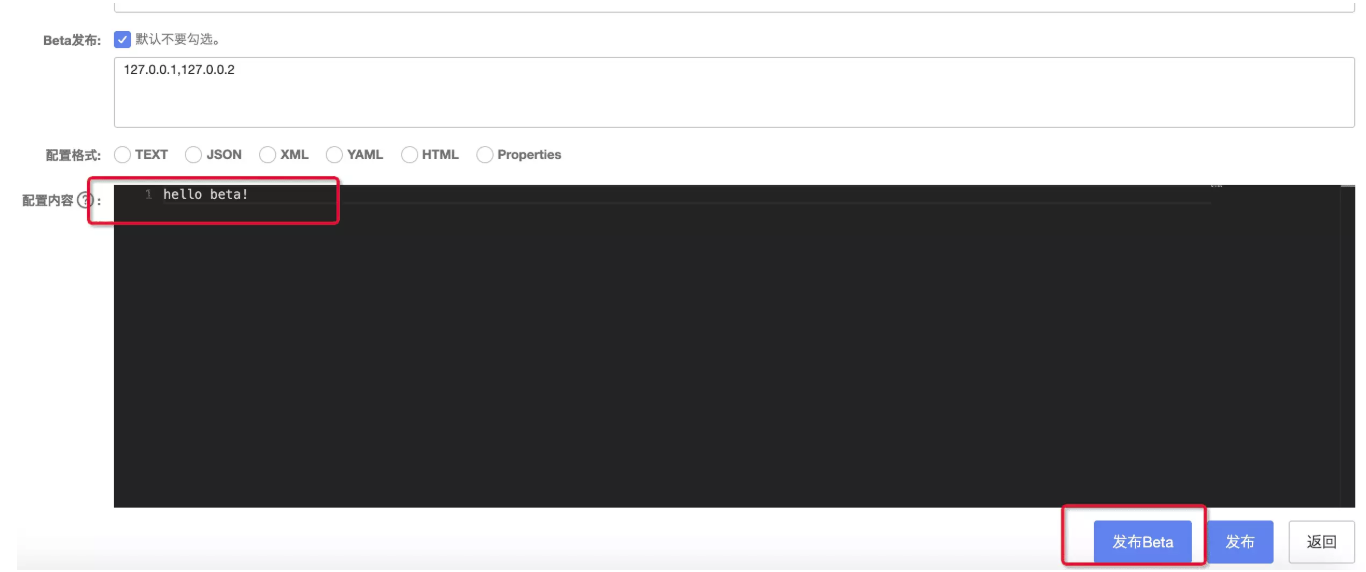 Beta发布: 默认不要勾选。
127.0.0.1,127.0.0.2
配置格式: TEXT JSON XML YAML HTML Properties
配置内容?: 1 hello beta!
发布Beta 发布 返回